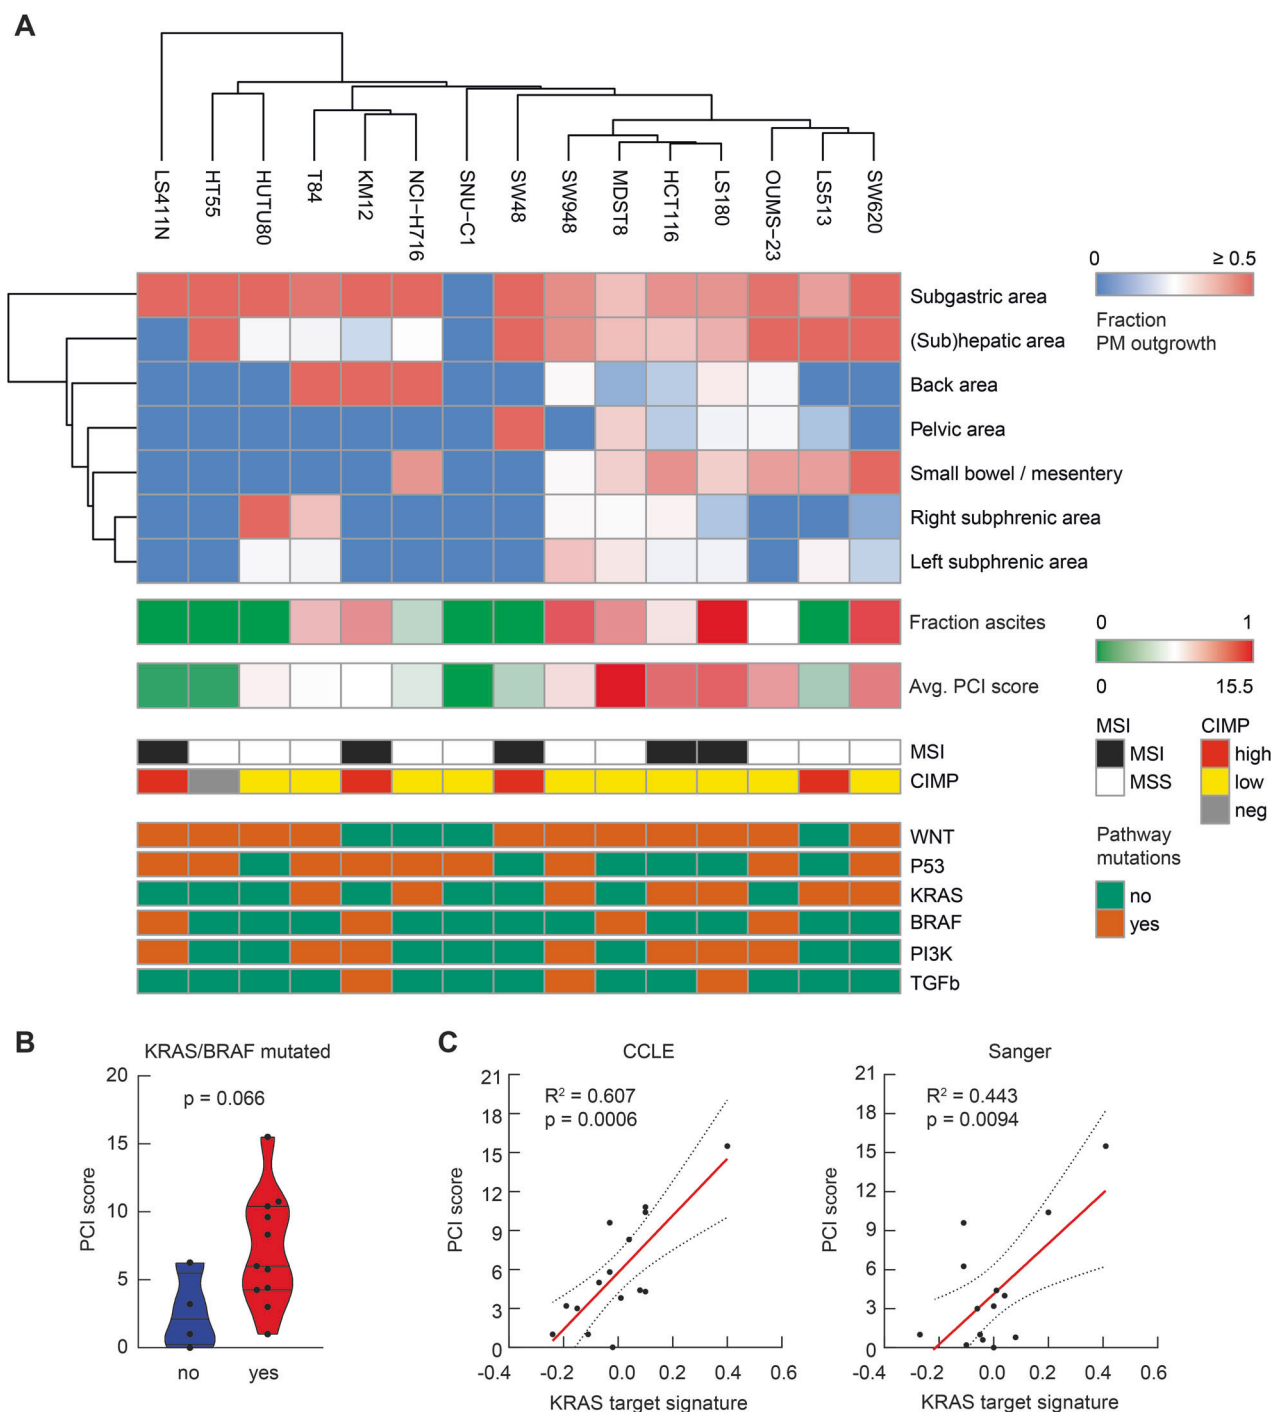 A
LS411N
HT55
HUTU80
T84
KM12
NCI−H716
SNU−C1
SW48
SW948
MDST8
HCT116
LS180
OUMS−23
LS513
SW620
0 ≥ 0.5
Fraction
PM outgrowth
Subgastric area
(Sub)hepatic area
Back area
Pelvic area
Small bowel / mesentery
Right subphrenic area
Left subphrenic area
Fraction ascites
0 1
Avg. PCI score
0 15.5
MSI CIMP
MSI
MSI high
CIMP
MSS low
neg
WNT
Pathway
mutations
P53
KRAS
no
BRAF
yes
PI3K
TGFb
B
KRAS/BRAF mutated
p = 0.066
PCI score
20
15
10
5
0
no yes
C
CCLE
R² = 0.607
p = 0.0006
PCI score
21
18
15
12
9
6
3
0
-0.4 -0.2 0.0 0.2 0.4 0.6
KRAS target signature
Sanger
R² = 0.443
p = 0.0094
PCI score
21
18
15
12
9
6
3
0
-0.4 -0.2 0.0 0.2 0.4 0.6
KRAS target signature